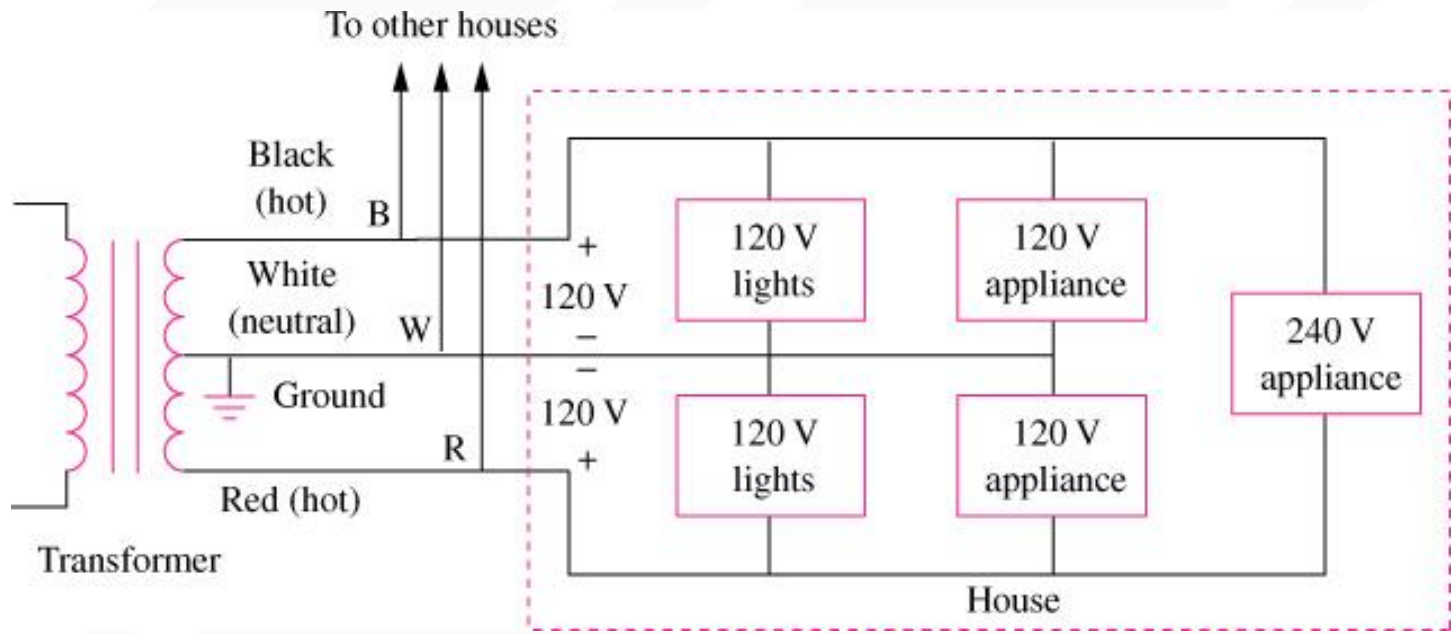 To other houses
Black
(hot)
B
White
(neutral)
W
Ground
R
Red (hot)
Transformer
+
120 V
−
−
120 V
+
120 V
lights
120 V
appliance
240 V
appliance
120 V
lights
120 V
appliance
House